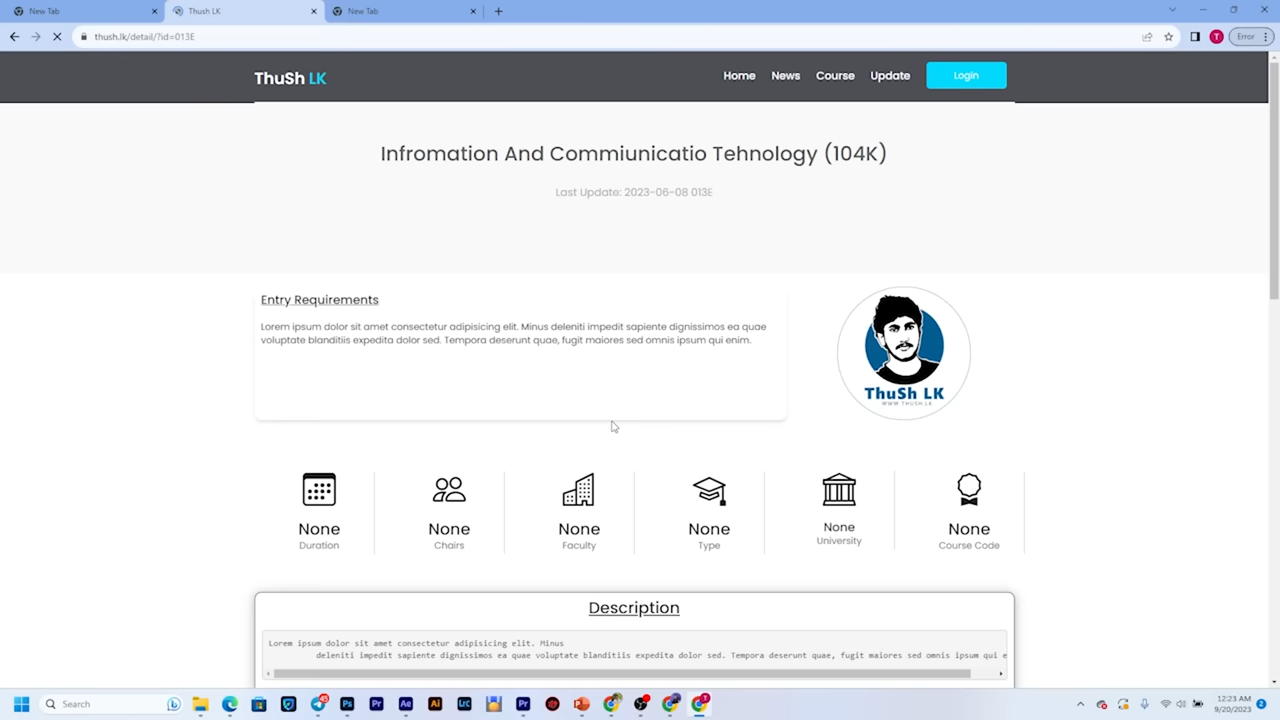 New Tab
Thush LK
New Tab
thush.lk/detail/?id=013E
Error
ThuSh LK
Home
News
Course
Update
Login
Infromation And Commiunicatio Tehnology (104K)
Last Update: 2023-06-08 013E
Entry Requirements
Lorem ipsum dolor sit amet consectetur adipisicing elit. Minus deleniti impedit sapiente dignissimos ea quae
voluptate blanditiis expedita dolor sed. Tempora deserunt quae, fugit maiores sed omnis ipsum qui enim.
ThuSh LK
WWW.THUSH.LK
None
Duration
None
Chairs
None
Faculty
None
Type
None
University
None
Course Code
Description
Lorem ipsum dolor sit amet consectetur adipisicing elit. Minus
deleniti impedit sapiente dignissimos ea quae voluptate blanditiis expedita dolor sed. Tempora deserunt quae, fugit maiores sed omnis ipsum qui e
Search
45
12:23 AM
9/20/2023